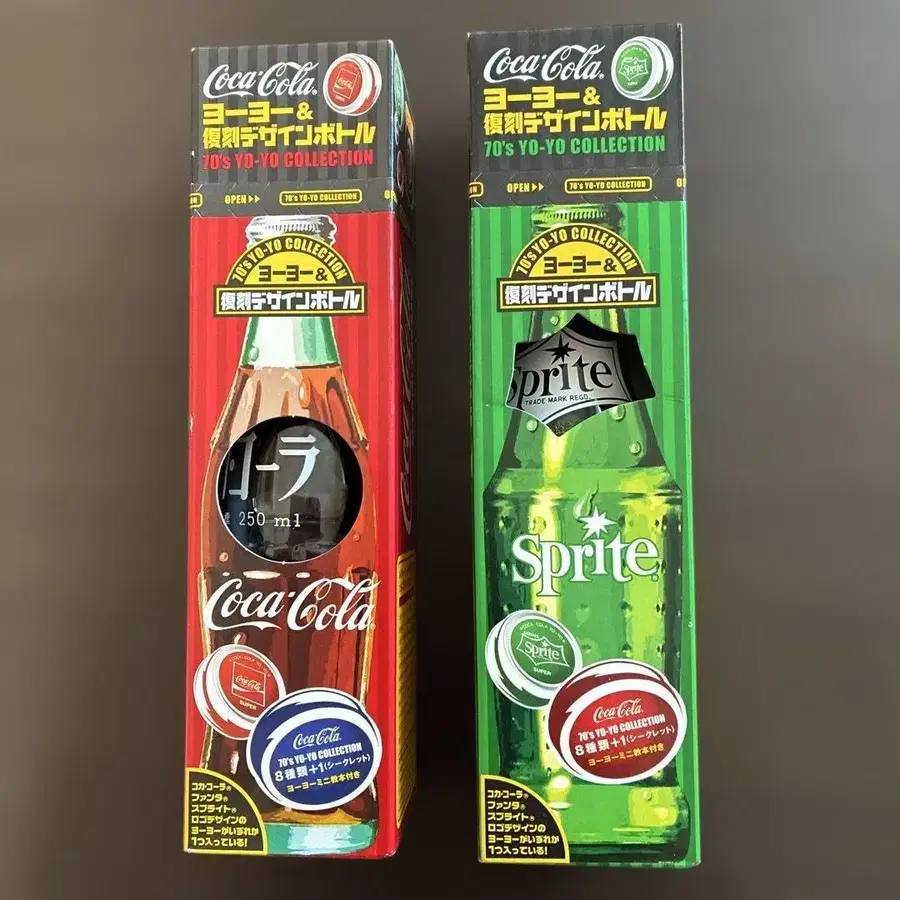 Coca-Cola®
ヨーヨー&
復刻デザインボトル
70's YO-YO COLLECTION
OPEN ▶▶
70's YO-YO COLLECTION
OP
70's YO-YO COLLECTION
ヨーヨー&
復刻デザインボトル
コーラ
250 ml
Coca-Cola®
Coca-Cola
SUPER
Coca-Cola®
70's YO-YO COLLECTION
8種類+1(シークレット)
ヨーヨーミニ教本付き
コカ·コーラ®
ファンタ®
スプライト®
ロゴデザインの
ヨーヨーがいずれか
1つ入っている!
Coca-Cola®
Sprite
ヨーヨー&
復刻デザインボトル
70's YO-YO COLLECTION
OPEN ▶▶
70's YO-YO COLLECTION
70's YO-YO COLLECTION
ヨーヨー&
復刻デザインボトル
Sprite
TRADE MARK REGD.
Sprite®
Sprite
SUPER
Coca-Cola®
70's YO-YO COLLECTION
8種類+1(シークレット)
ヨーヨーミニ教本付き
コカ·コーラ®
ファンタ®
スプライト®
ロゴデザインの
ヨーヨーがいずれか
1つ入っている!